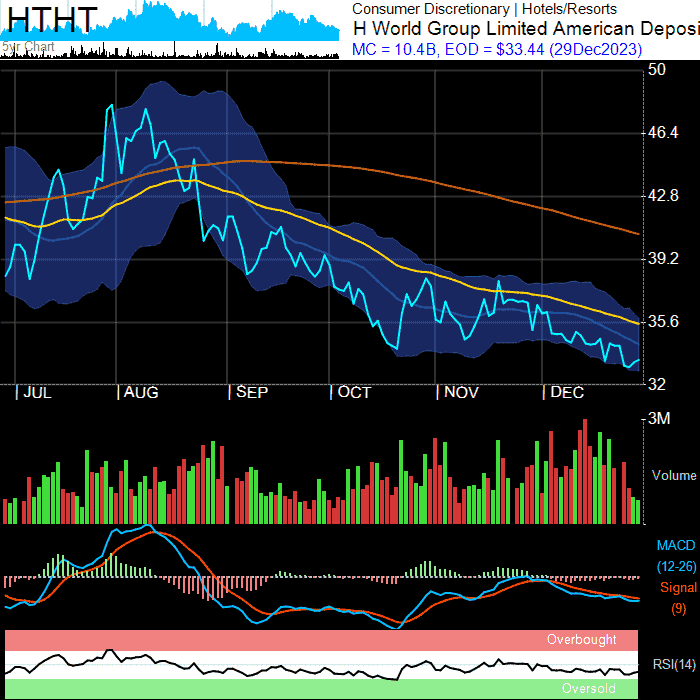 HTHT
5yr Chart
Consumer Discretionary | Hotels/Resorts
H World Group Limited American Deposi
MC = 10.4B, EOD = $33.44 (29Dec2023)
50
46.4
42.8
39.2
35.6
32
JUL
AUG
SEP
OCT
NOV
DEC
3M
Volume
MACD
(12-26)
Signal
(9)
Overbought
RSI(14)
Oversold